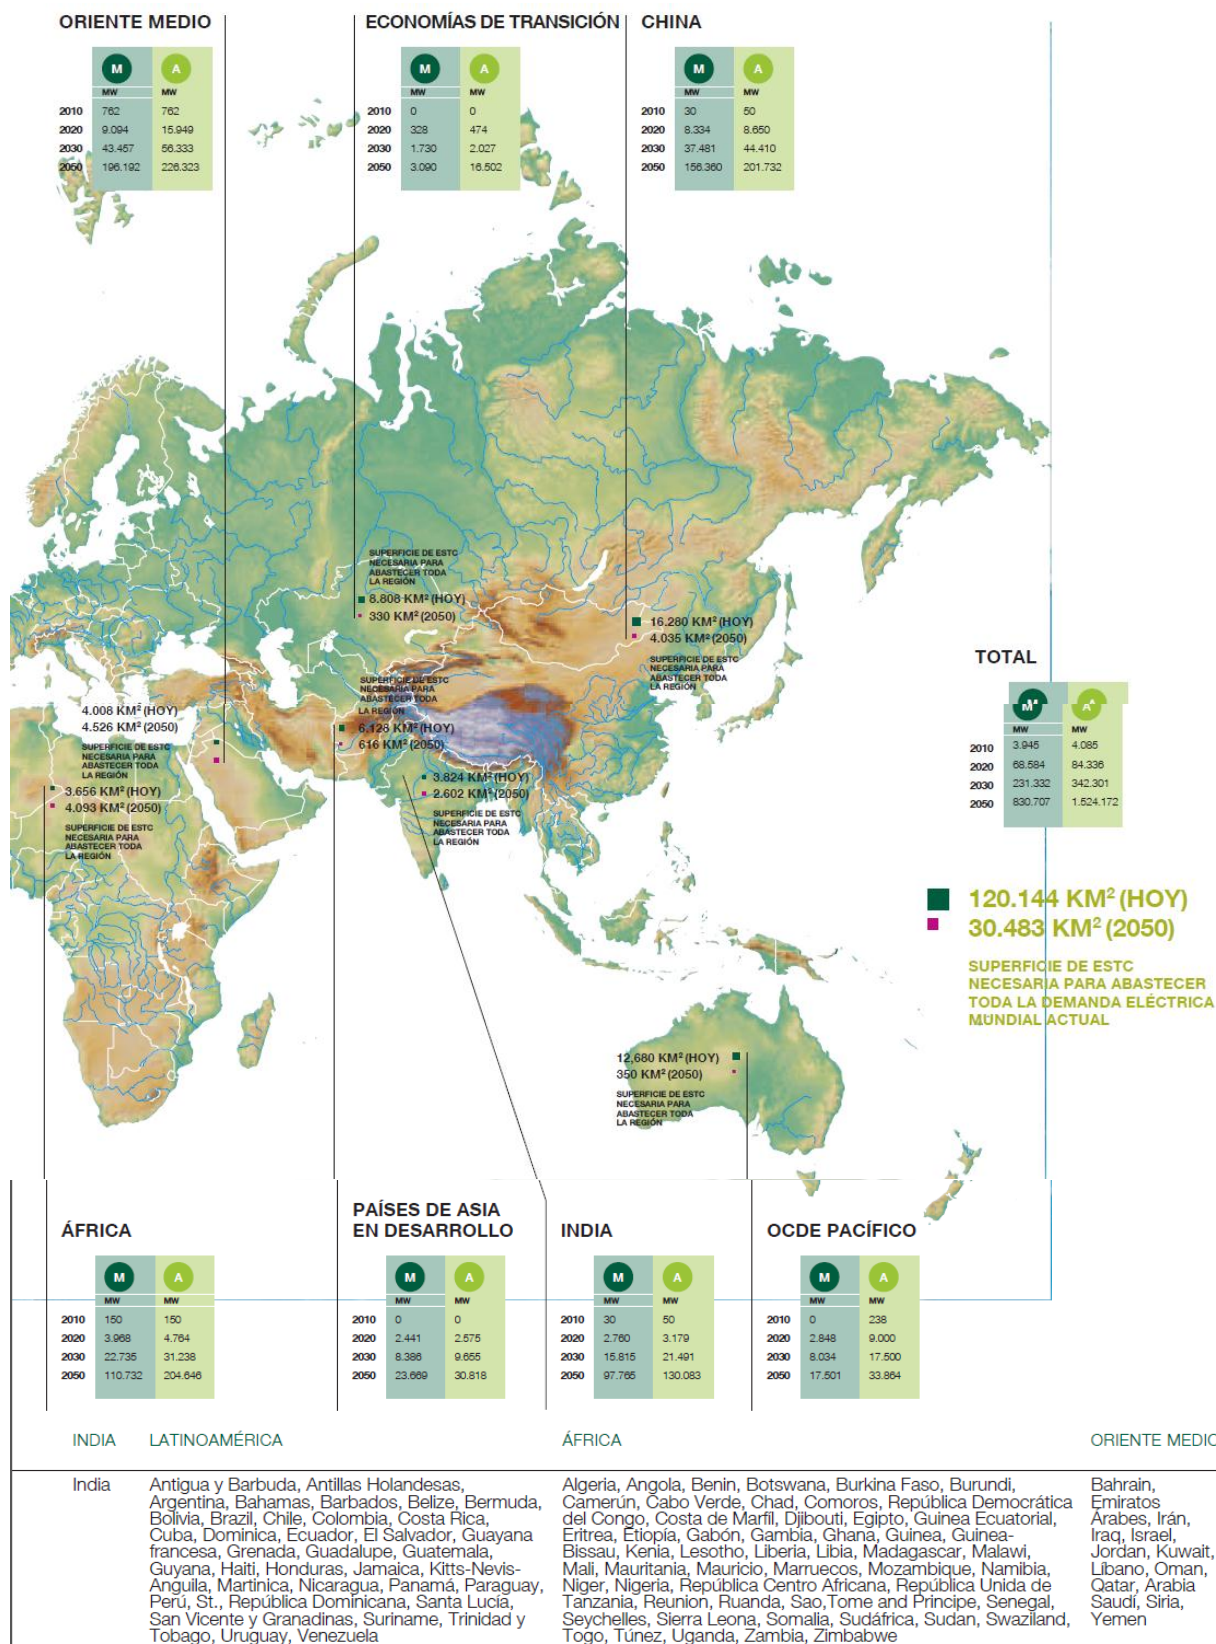 ORIENTE MEDIO
M A
MW MW
2010 762 762
2020 9.094 15.949
2030 43.457 56.333
2050 196.192 226.323
ECONOMÍAS DE TRANSICIÓN
M A
MW MW
2010 0 0
2020 328 474
2030 1.730 2.027
2050 3.090 16.502
CHINA
M A
MW MW
2010 30 50
2020 8.334 8.650
2030 37.481 44.410
2050 156.360 201.732
SUPERFICIE DE ESTC
NECESARIA PARA
ABASTECER TODA
LA REGIÓN
8.808 KM² (HOY)
330 KM² (2050)
16.280 KM² (HOY)
4.035 KM² (2050)
SUPERFICIE DE ESTC
NECESARIA PARA
ABASTECER TODA
LA REGIÓN
SUPERFICIE DE ESTC
NECESARIA PARA
ABASTECER TODA
LA REGIÓN
6.128 KM² (HOY)
616 KM² (2050)
4.008 KM² (HOY)
4.526 KM² (2050)
SUPERFICIE DE ESTC
NECESARIA PARA
ABASTECER TODA
LA REGIÓN
3.656 KM² (HOY)
4.093 KM² (2050)
SUPERFICIE DE ESTC
NECESARIA PARA
ABASTECER TODA
LA REGIÓN
3.824 KM² (HOY)
2.602 KM² (2050)
SUPERFICIE DE ESTC
NECESARIA PARA
ABASTECER TODA
LA REGIÓN
TOTAL
M A
MW MW
2010 3.945 4.085
2020 68.584 84.336
2030 231.332 342.301
2050 830.707 1.524.172
120.144 KM² (HOY)
30.483 KM² (2050)
SUPERFICIE DE ESTC
NECESARIA PARA ABASTECER
TODA LA DEMANDA ELÉCTRICA
MUNDIAL ACTUAL
12,680 KM² (HOY)
350 KM² (2050)
SUPERFICIE DE ESTC
NECESARIA PARA
ABASTECER TODA
LA REGIÓN
ÁFRICA
M A
MW MW
2010 150 150
2020 3.968 4.764
2030 22.735 31.238
2050 110.732 204.646
PAÍSES DE ASIA
EN DESARROLLO
M A
MW MW
2010 0 0
2020 2.441 2.575
2030 8.386 9.655
2050 23.669 30.818
INDIA
M A
MW MW
2010 30 50
2020 2.760 3.179
2030 15.815 21.491
2050 97.765 130.083
OCDE PACÍFICO
M A
MW MW
2010 0 238
2020 2.848 9.000
2030 8.034 17.500
2050 17.501 33.864
INDIA
India
LATINOAMÉRICA
Antigua y Barbuda, Antillas Holandesas,
Argentina, Bahamas, Barbados, Belize, Bermuda,
Bolivia, Brazil, Chile, Colombia, Costa Rica,
Cuba, Dominica, Ecuador, El Salvador, Guayana
francesa, Grenada, Guadalupe, Guatemala,
Guyana, Haiti, Honduras, Jamaica, Kitts-Nevis-
Anguila, Martinica, Nicaragua, Panamá, Paraguay,
Perú, St., República Dominicana, Santa Lucía,
San Vicente y Granadinas, Suriname, Trinidad y
Tobago, Uruguay, Venezuela
ÁFRICA
Algeria, Angola, Benin, Botswana, Burkina Faso, Burundi,
Camerún, Cabo Verde, Chad, Comoros, República Democrática
del Congo, Costa de Marfil, Djibouti, Egipto, Guinea Ecuatorial,
Eritrea, Etiopía, Gabón, Gambia, Ghana, Guinea, Guinea-
Bissau, Kenia, Lesotho, Liberia, Libia, Madagascar, Malawi,
Mali, Mauritania, Mauricio, Marruecos, Mozambique, Namibia,
Niger, Nigeria, República Centro Africana, República Unida de
Tanzania, Reunion, Ruanda, Sao,Tome and Principe, Senegal,
Seychelles, Sierra Leona, Somalia, Sudáfrica, Sudan, Swaziland,
Togo, Túnez, Uganda, Zambia, Zimbabwe
ORIENTE MEDIO
Bahrain,
Emiratos
Árabes, Irán,
Iraq, Israel,
Jordan, Kuwait,
Líbano, Oman,
Qatar, Arabia
Saudí, Siria,
Yemen